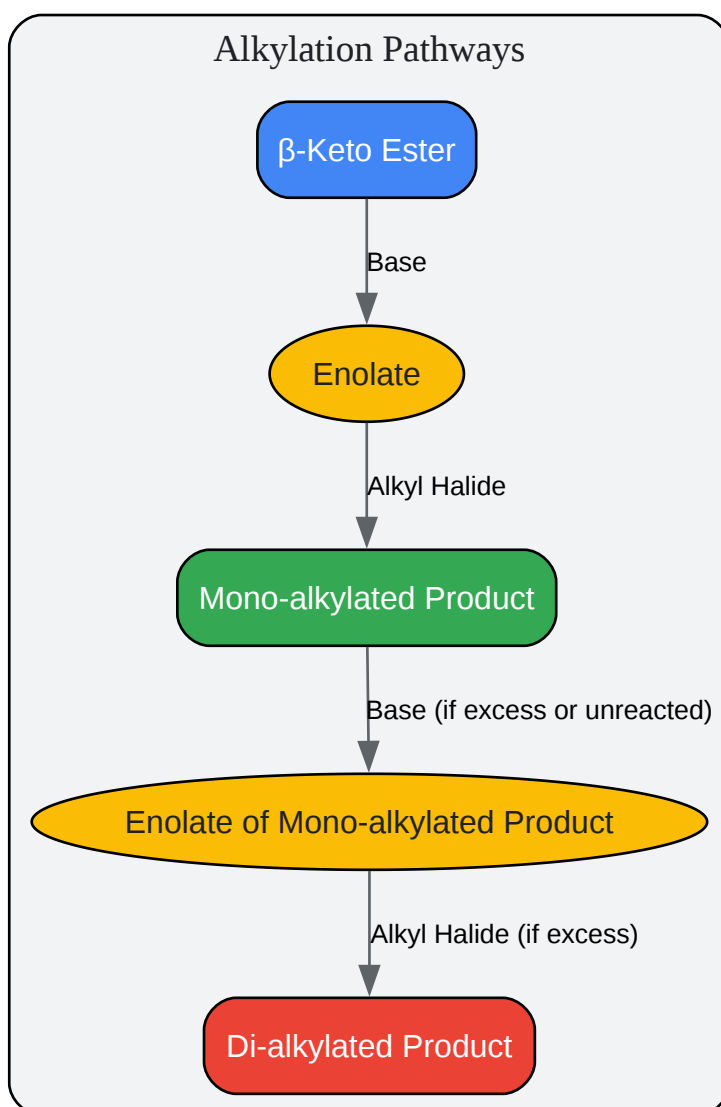 Alkylation Pathways
β-Keto Ester
Base
Enolate
Alkyl Halide
Mono-alkylated Product
Base (if excess or unreacted)
Enolate of Mono-alkylated Product
Alkyl Halide (if excess)
Di-alkylated Product